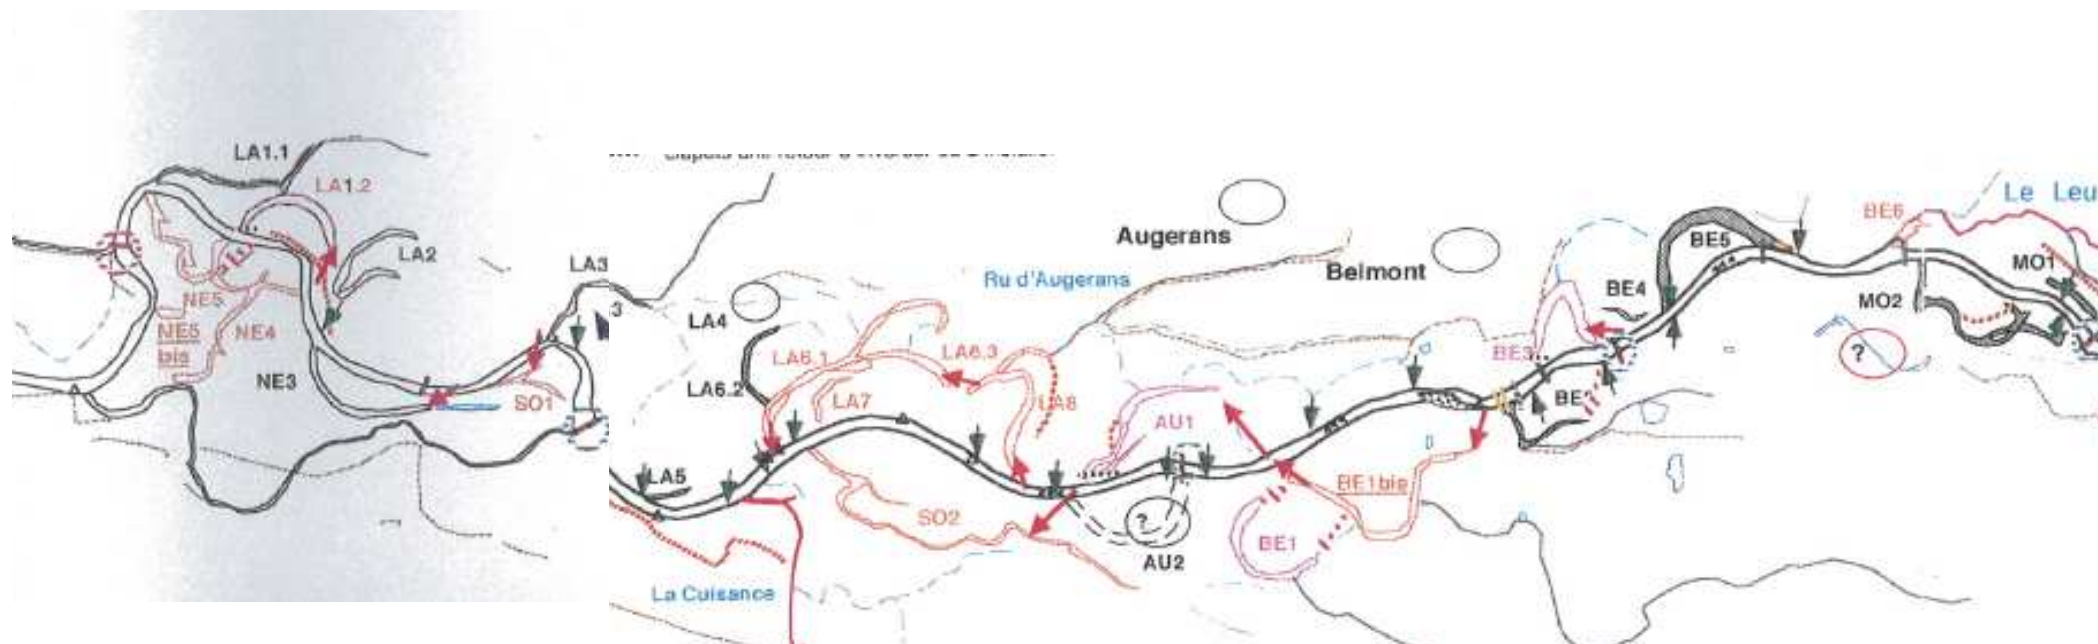 LA1.1
LA1.2
LA2
NE5
NE5
bis
NE4
NE3
SO1
LA3
3
Augerans
Belmont
Ru d'Augerans
LA4
LA6.1
LA6.3
LA6.2
LA7
LA8
LA5
SO2
La Cuisance
AU1
?
AU2
BE1bis
BE1
BE3
BE4
BE5
BE6
Le Leu
MO1
MO2
?